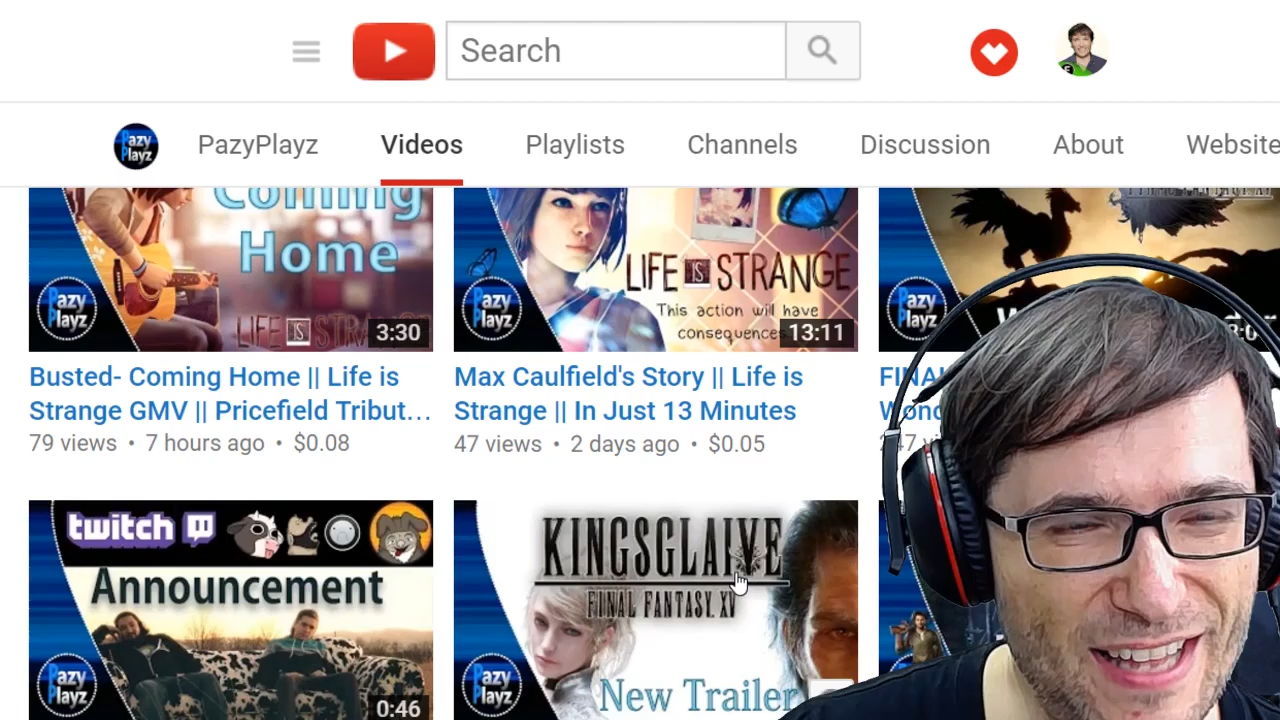 Search
Pazy Playz
PazyPlayz
Videos
Playlists
Channels
Discussion
About
Website
Coming
Home
Pazy
Playz
LIFE IS STRANGE
3:30
LIFE IS STRANGE
This action will have
consequences
Pazy
Playz
13:11
Pazy
Playz
Busted- Coming Home || Life is
Strange GMV || Pricefield Tribut...
79 views • 7 hours ago • $0.08
Max Caulfield's Story || Life is
Strange || In Just 13 Minutes
47 views • 2 days ago • $0.05
twitch
Announcement
Pazy
Playz
0:46
KINGSGLAIVE
FINAL FANTASY XV
New Trailer
Pazy
Playz
Pazy
Playz